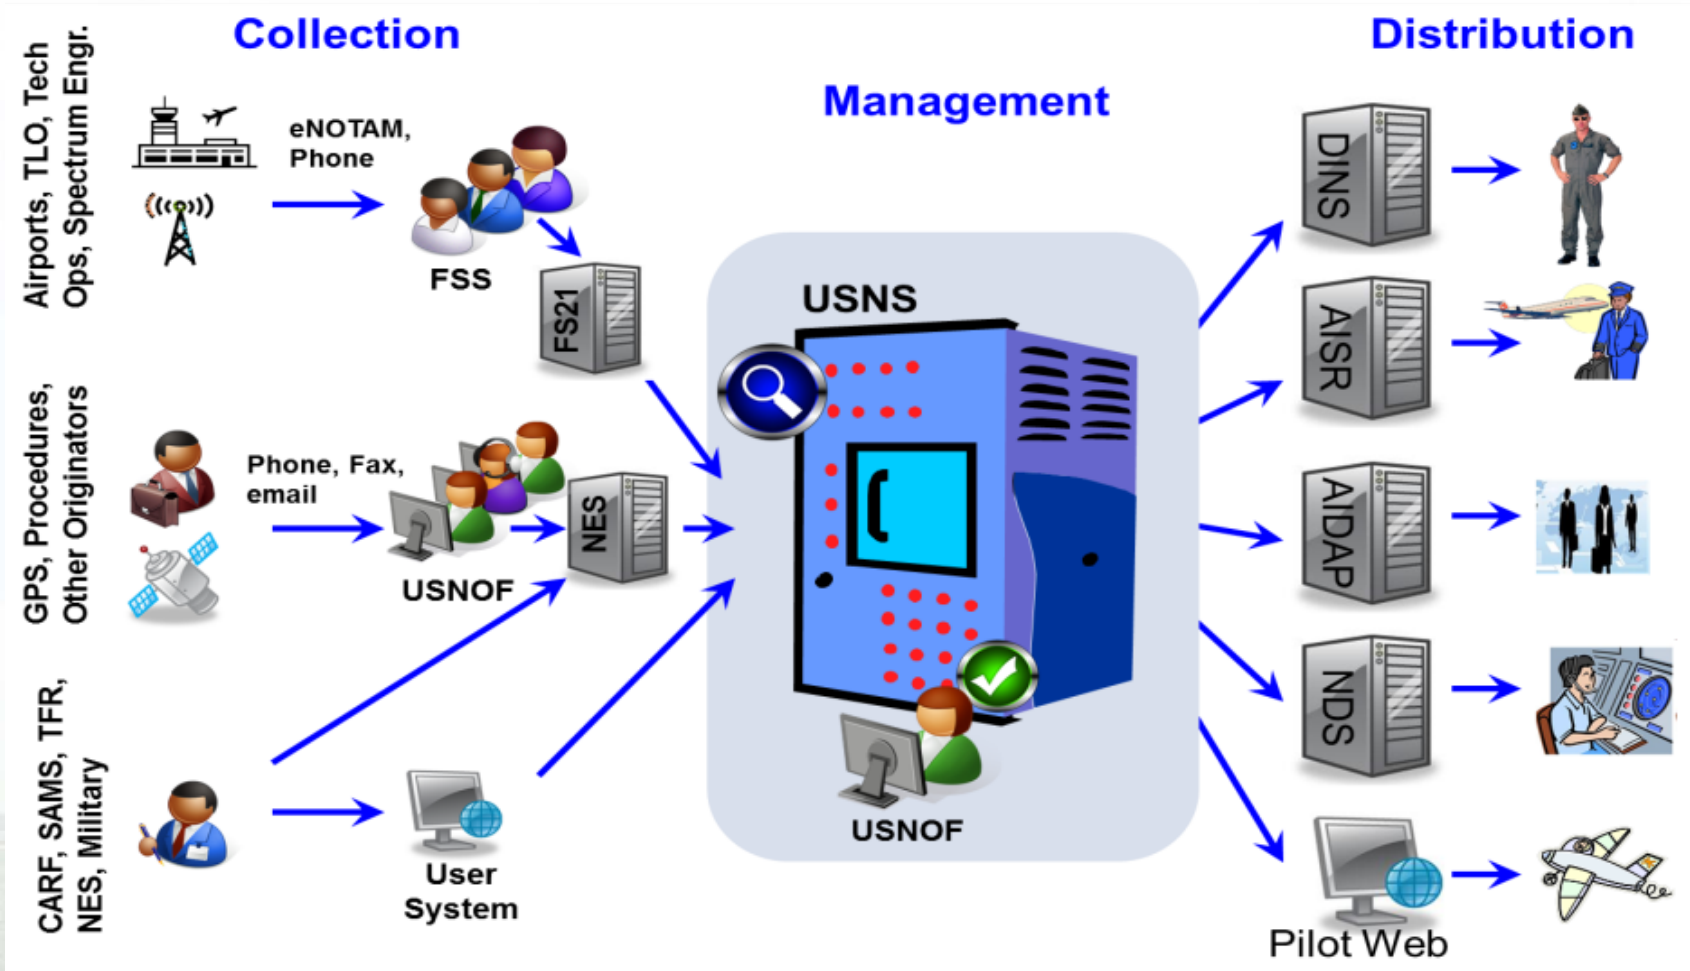 Collection
Distribution
Management
Airports, TLO, Tech
Ops, Spectrum Engr.
eNOTAM,
Phone
FSS
FS21
GPS, Procedures,
Other Originators
Phone, Fax,
email
USNOF
NES
CARF, SAMS, TFR,
NES, Military
User
System
USNS
USNOF
DINS
AISR
AIDAP
NDS
Pilot Web